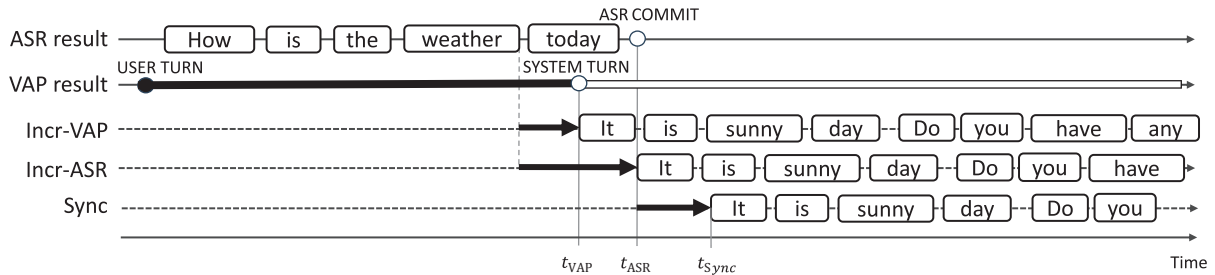 ASR COMMIT
ASR result How is the weather today
USER TURN SYSTEM TURN
VAP result
Incr-VAP It is sunny day Do you have any
Incr-ASR It is sunny day Do you have
Sync It is sunny day Do you
t_VAP t_ASR t_Sync Time